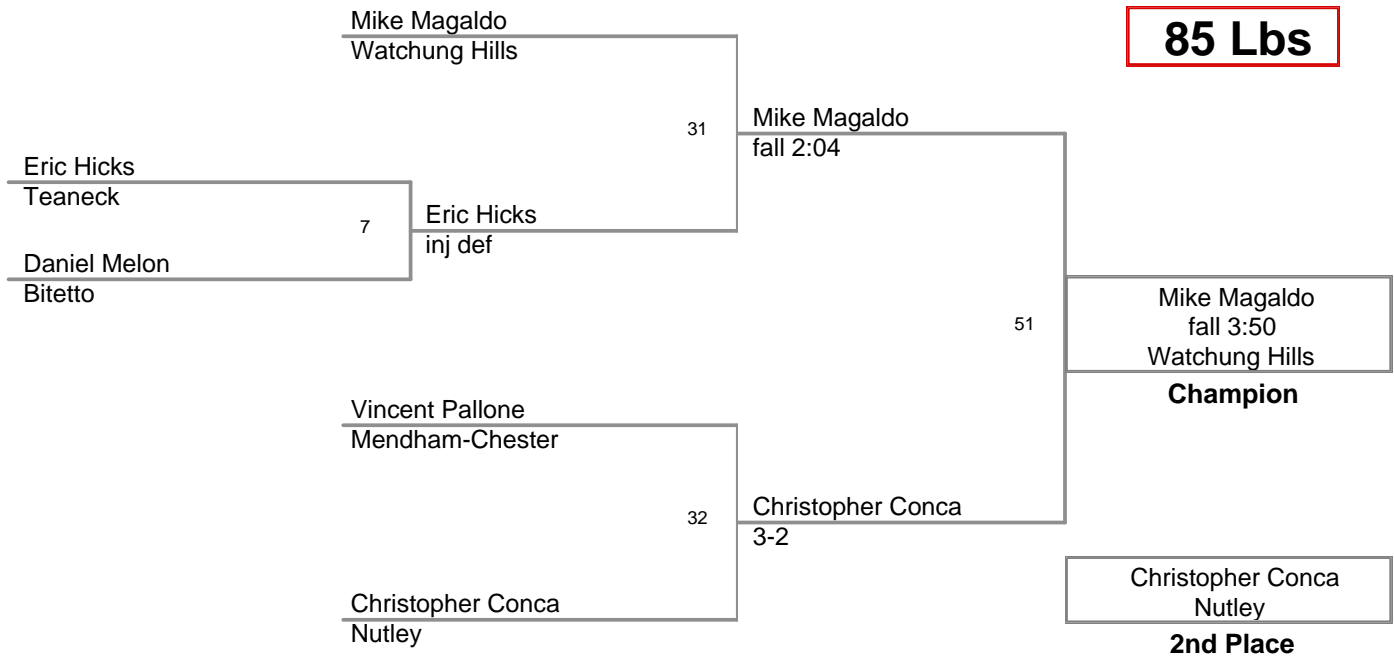 Mike Magaldo
Watchung Hills
85 Lbs
31
Mike Magaldo
fall 2:04
Eric Hicks
Teaneck
7
Eric Hicks
inj def
Daniel Melon
Bitetto
51
Mike Magaldo
fall 3:50
Watchung Hills
Champion
Vincent Pallone
Mendham-Chester
32
Christopher Conca
3-2
Christopher Conca
Nutley
Christopher Conca
Nutley
2nd Place